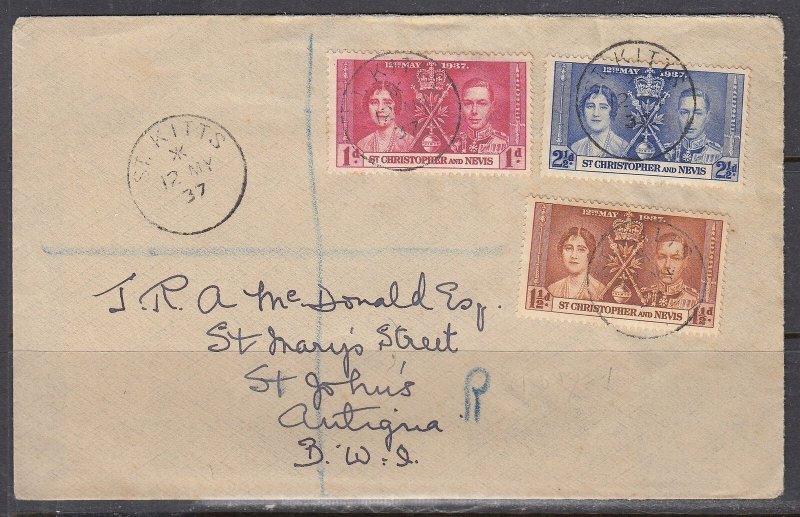 12TH MAY 1937.
1d. ST CHRISTOPHER AND NEVIS 1d.
12TH MAY 1937.
2½d. ST CHRISTOPHER AND NEVIS 2½d.
ST. KITTS
12 MY
37
12TH MAY 1937.
1½d. ST CHRISTOPHER AND NEVIS 1½d.
J. R. A McDonald Esq.
St Mary's Street
St John's
Antigua
B.W.I.
R